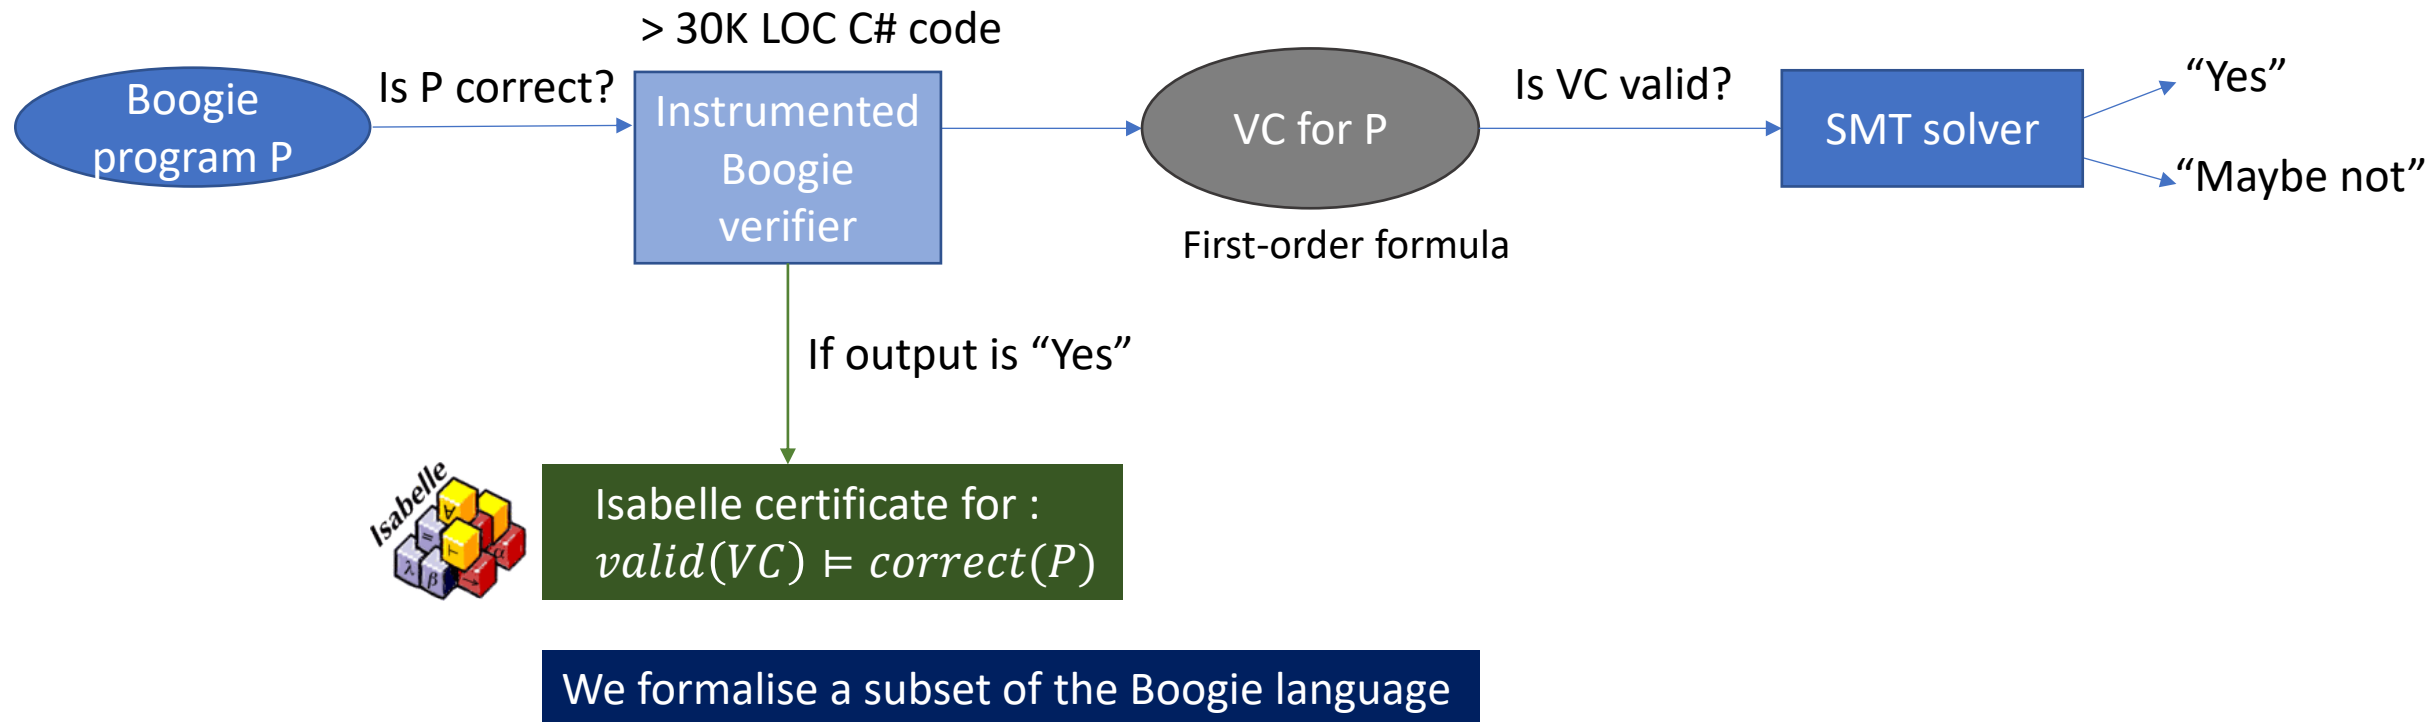 > 30K LOC C# code
Boogie
program P
Is P correct?
Instrumented
Boogie
verifier
VC for P
First-order formula
Is VC valid?
SMT solver
“Yes”
“Maybe not”
If output is “Yes”
Isabelle
∀
=
⊢
α
λ
β
→
Isabelle certificate for :
valid(VC) ⊨ correct(P)
We formalise a subset of the Boogie language